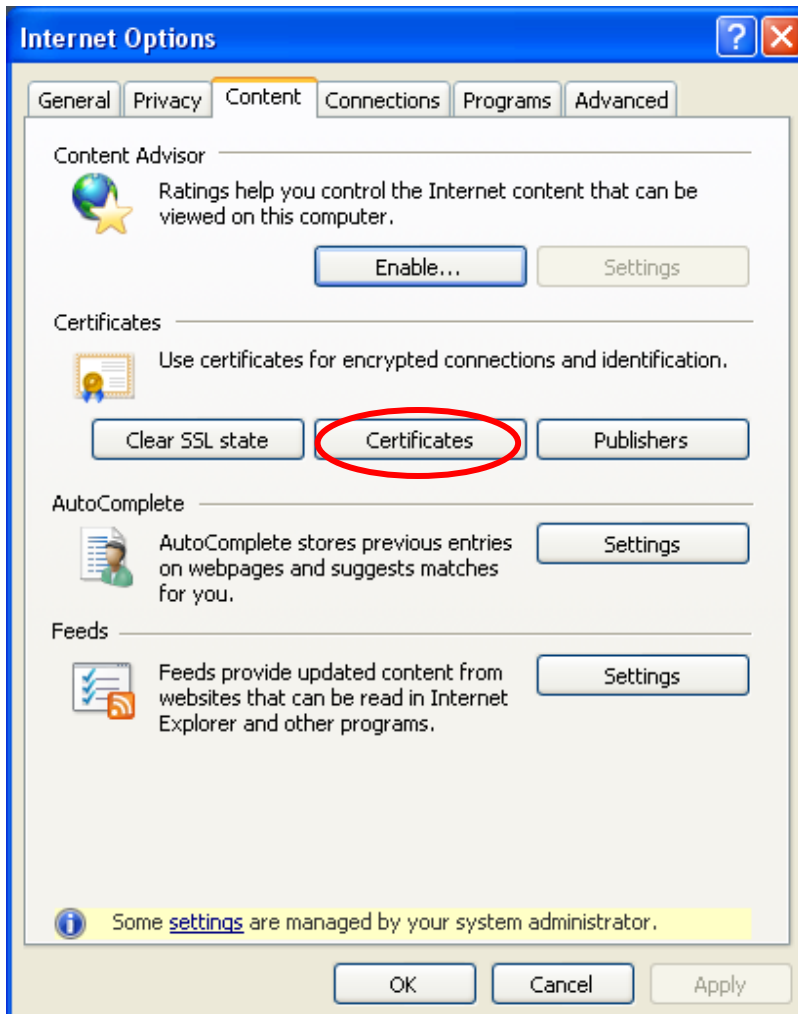 Internet Options
?
General Privacy Content Connections Programs Advanced
Content Advisor
Ratings help you control the Internet content that can be
viewed on this computer.
Enable... Settings
Certificates
Use certificates for encrypted connections and identification.
Clear SSL state Certificates Publishers
AutoComplete
AutoComplete stores previous entries
on webpages and suggests matches
for you.
Settings
Feeds
Feeds provide updated content from
websites that can be read in Internet
Explorer and other programs.
Settings
Some settings are managed by your system administrator.
OK Cancel Apply